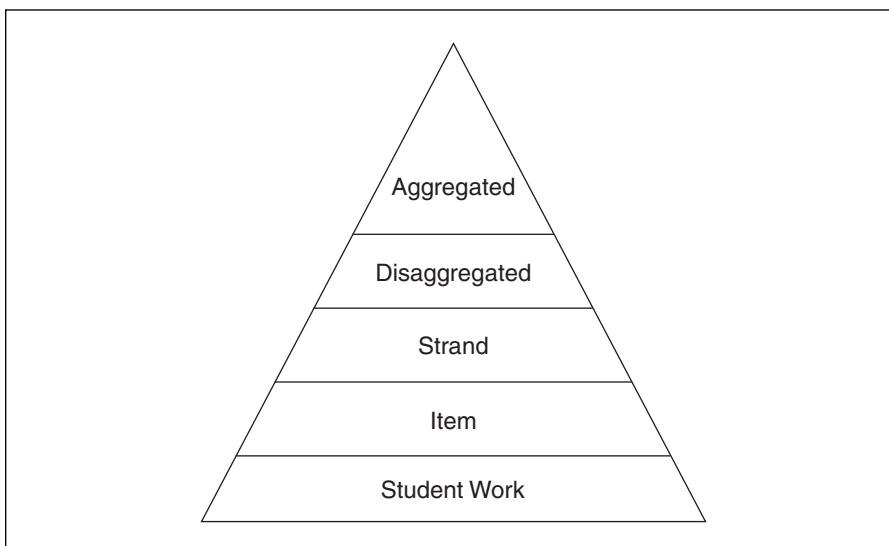 Aggregated
Disaggregated
Strand
Item
Student Work